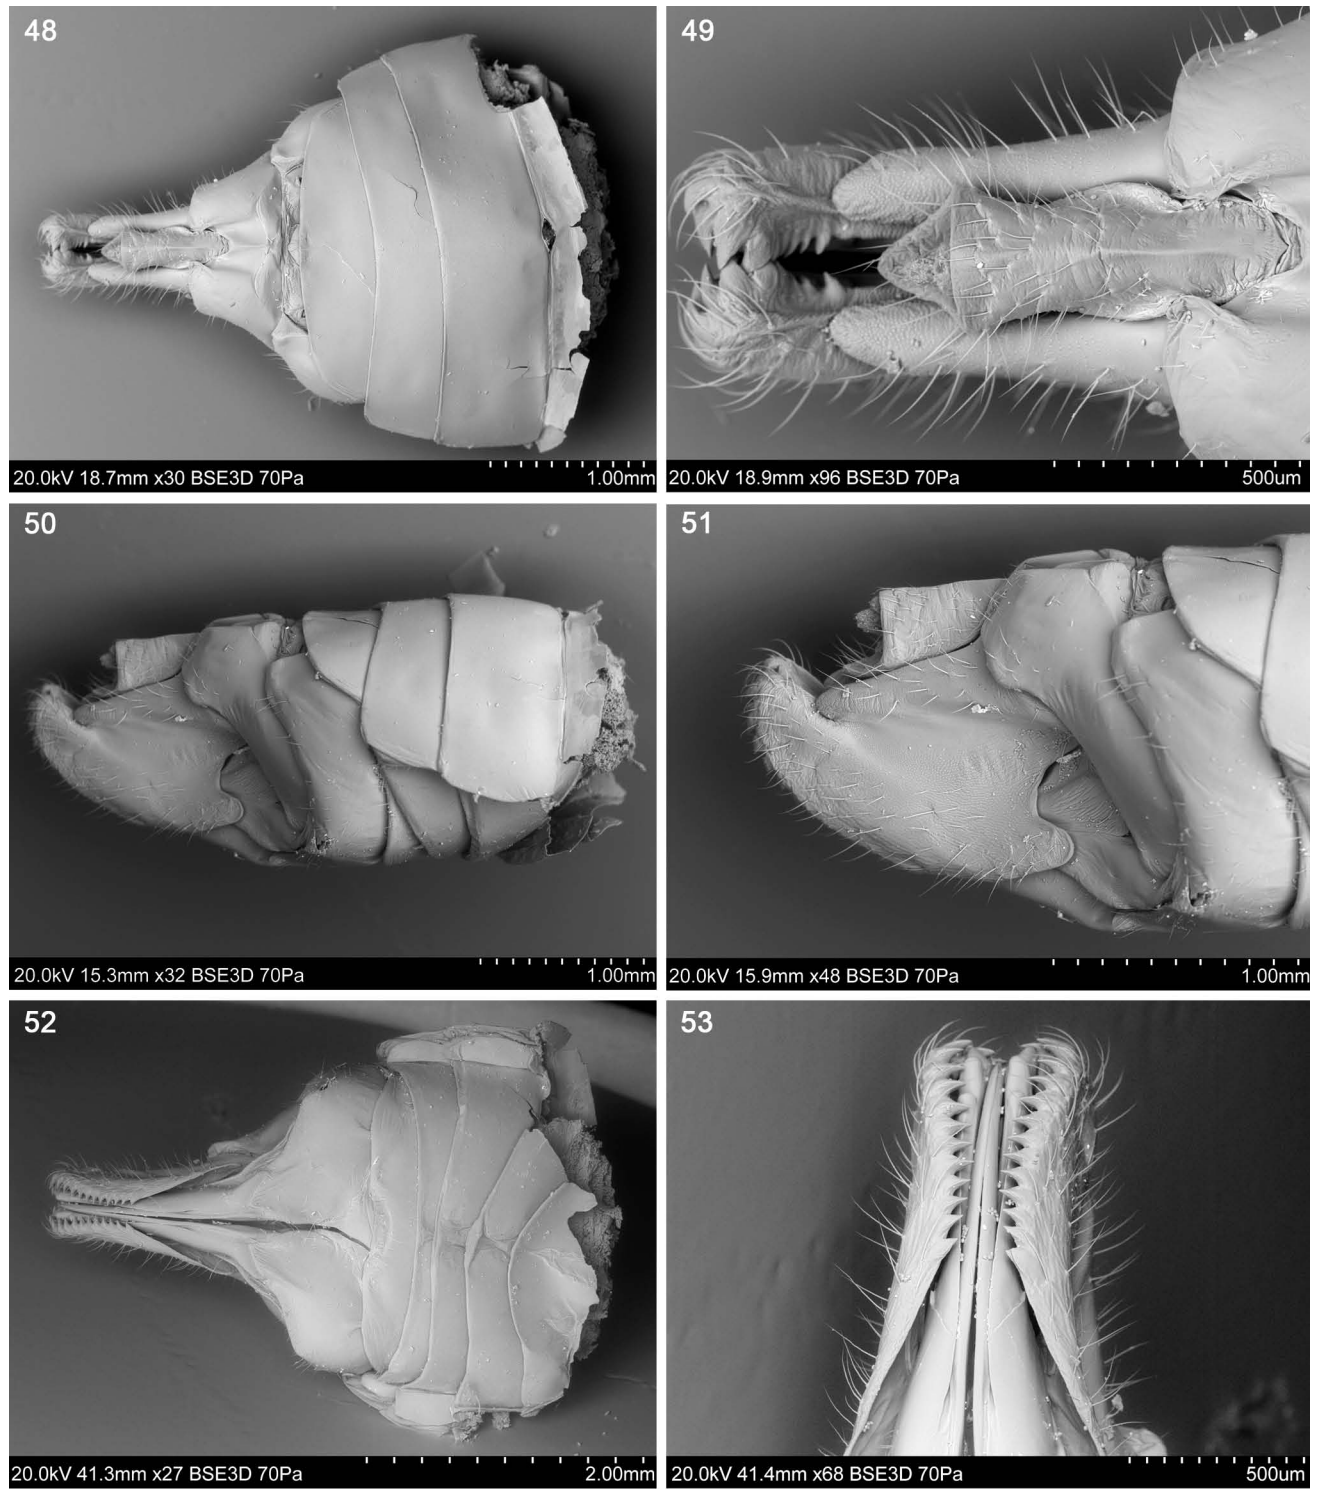 48
49
20.0kV 18.7mm x30 BSE3D 70Pa 1.00mm
20.0kV 18.9mm x96 BSE3D 70Pa 500um
50
51
20.0kV 15.3mm x32 BSE3D 70Pa 1.00mm
20.0kV 15.9mm x48 BSE3D 70Pa 1.00mm
52
53
20.0kV 41.3mm x27 BSE3D 70Pa 2.00mm
20.0kV 41.4mm x68 BSE3D 70Pa 500um